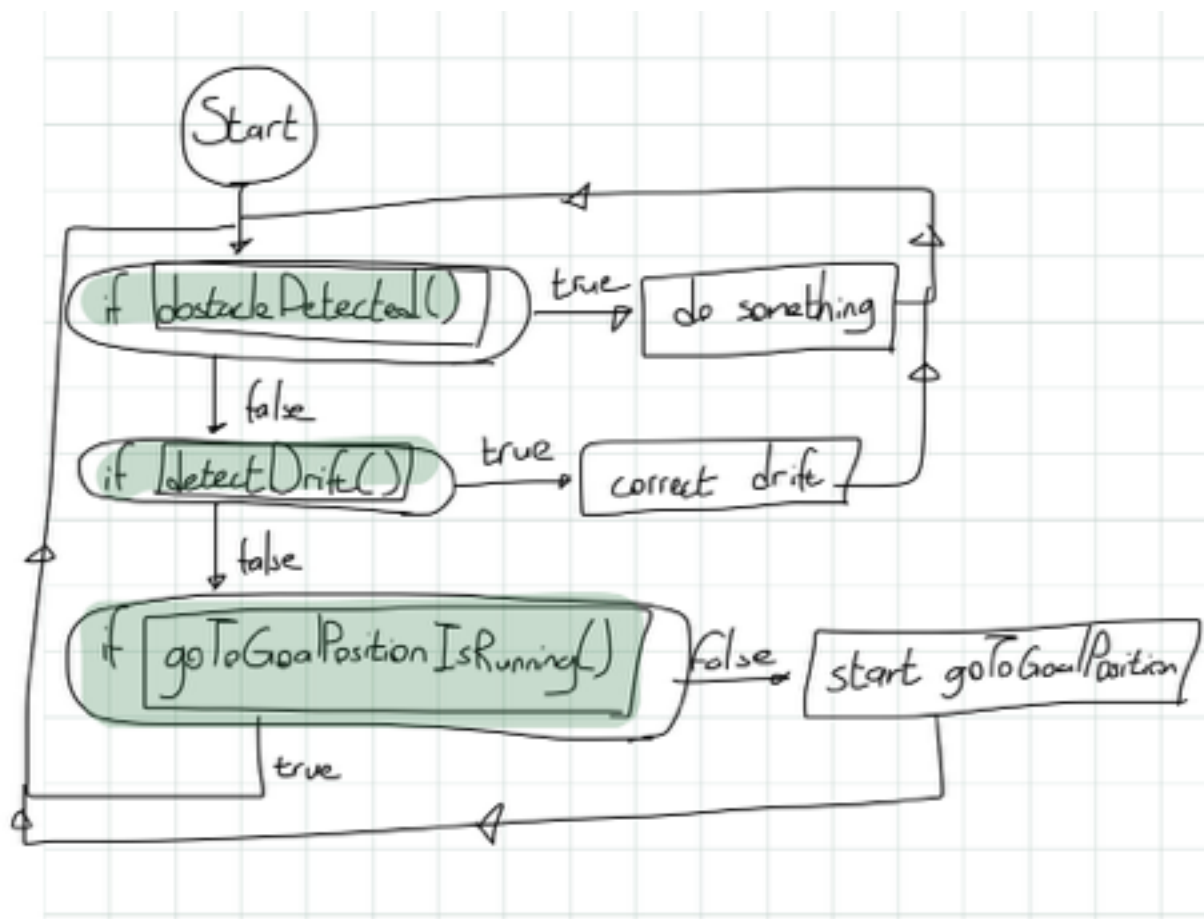 Start
if obstacleDetected()
true
do something
false
if detectDrift()
true
correct drift
false
if goToGoalPositionIsRunning()
false
start goToGoalPosition
true